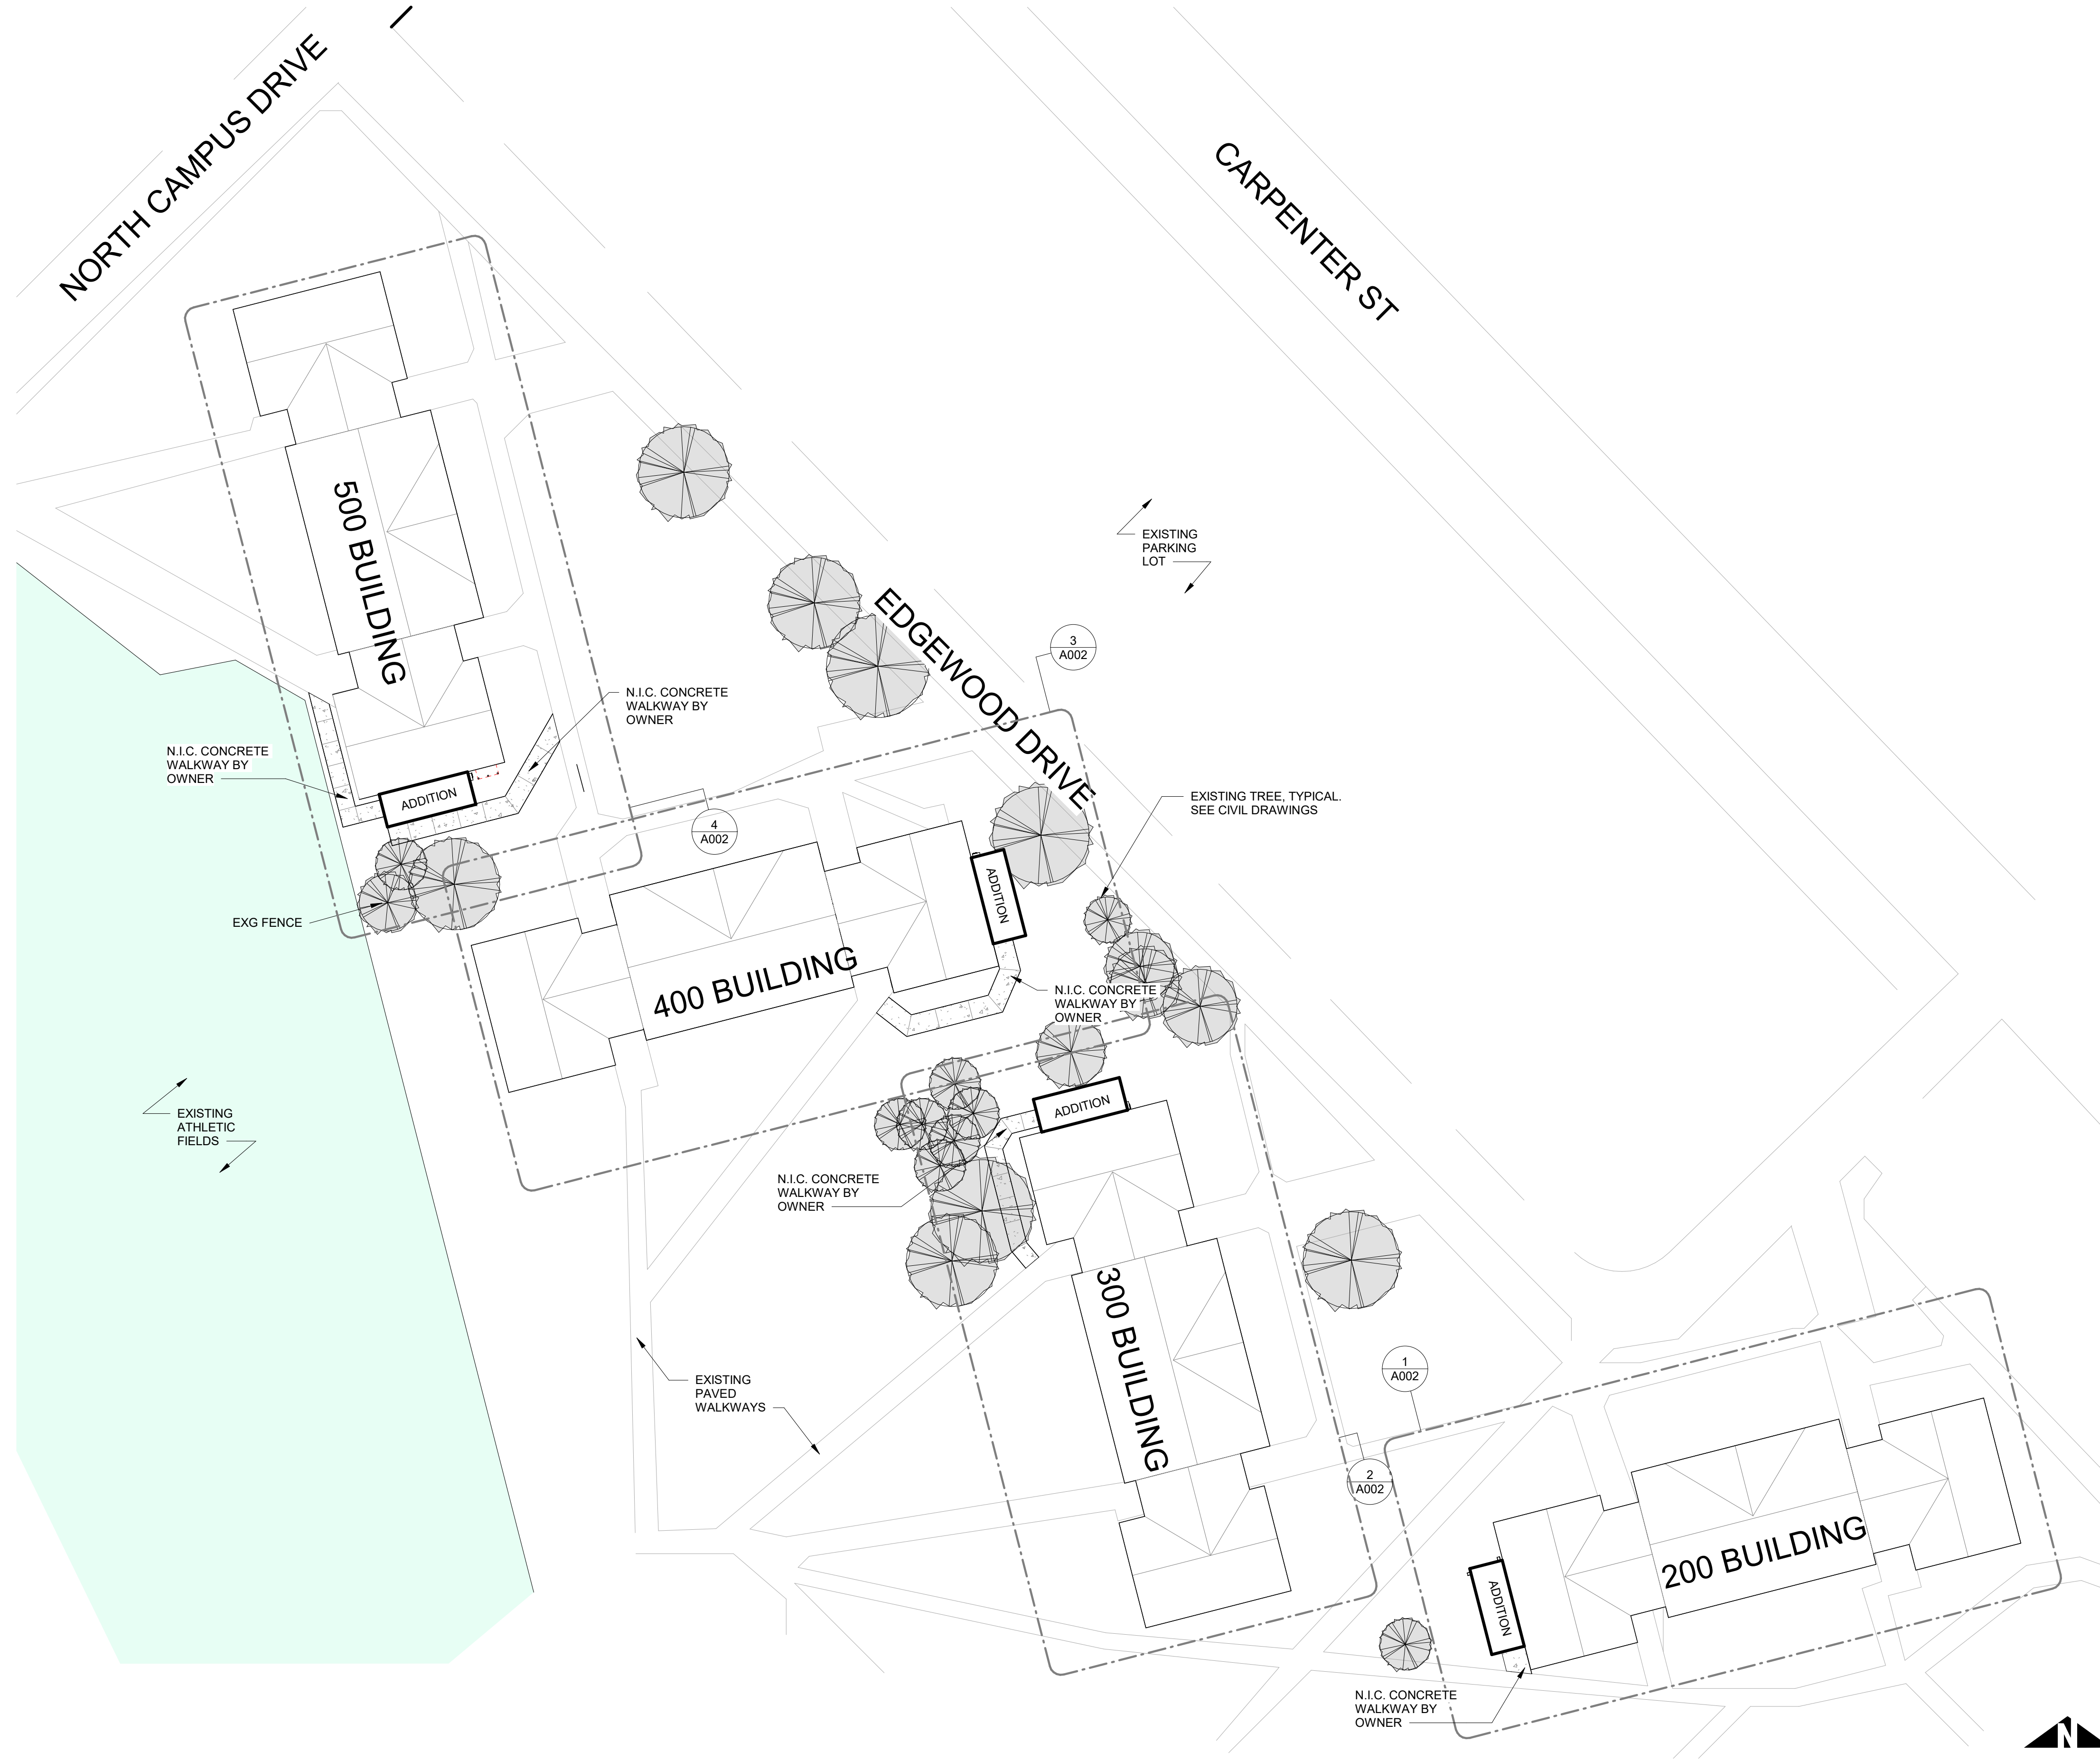 NORTH CAMPUS DRIVE
CARPENTER ST
500 BUILDING
EXISTING
PARKING
LOT
EDGEWOOD DRIVE
3
A002
N.I.C. CONCRETE
WALKWAY BY
OWNER
N.I.C. CONCRETE
WALKWAY BY
OWNER
ADDITION
EXISTING TREE, TYPICAL.
SEE CIVIL DRAWINGS
4
A002
ADDITION
EXG FENCE
400 BUILDING
N.I.C. CONCRETE
WALKWAY BY
OWNER
ADDITION
EXISTING
ATHLETIC
FIELDS
N.I.C. CONCRETE
WALKWAY BY
OWNER
300 BUILDING
EXISTING
PAVED
WALKWAYS
1
A002
2
A002
200 BUILDING
ADDITION
N.I.C. CONCRETE
WALKWAY BY
OWNER
N